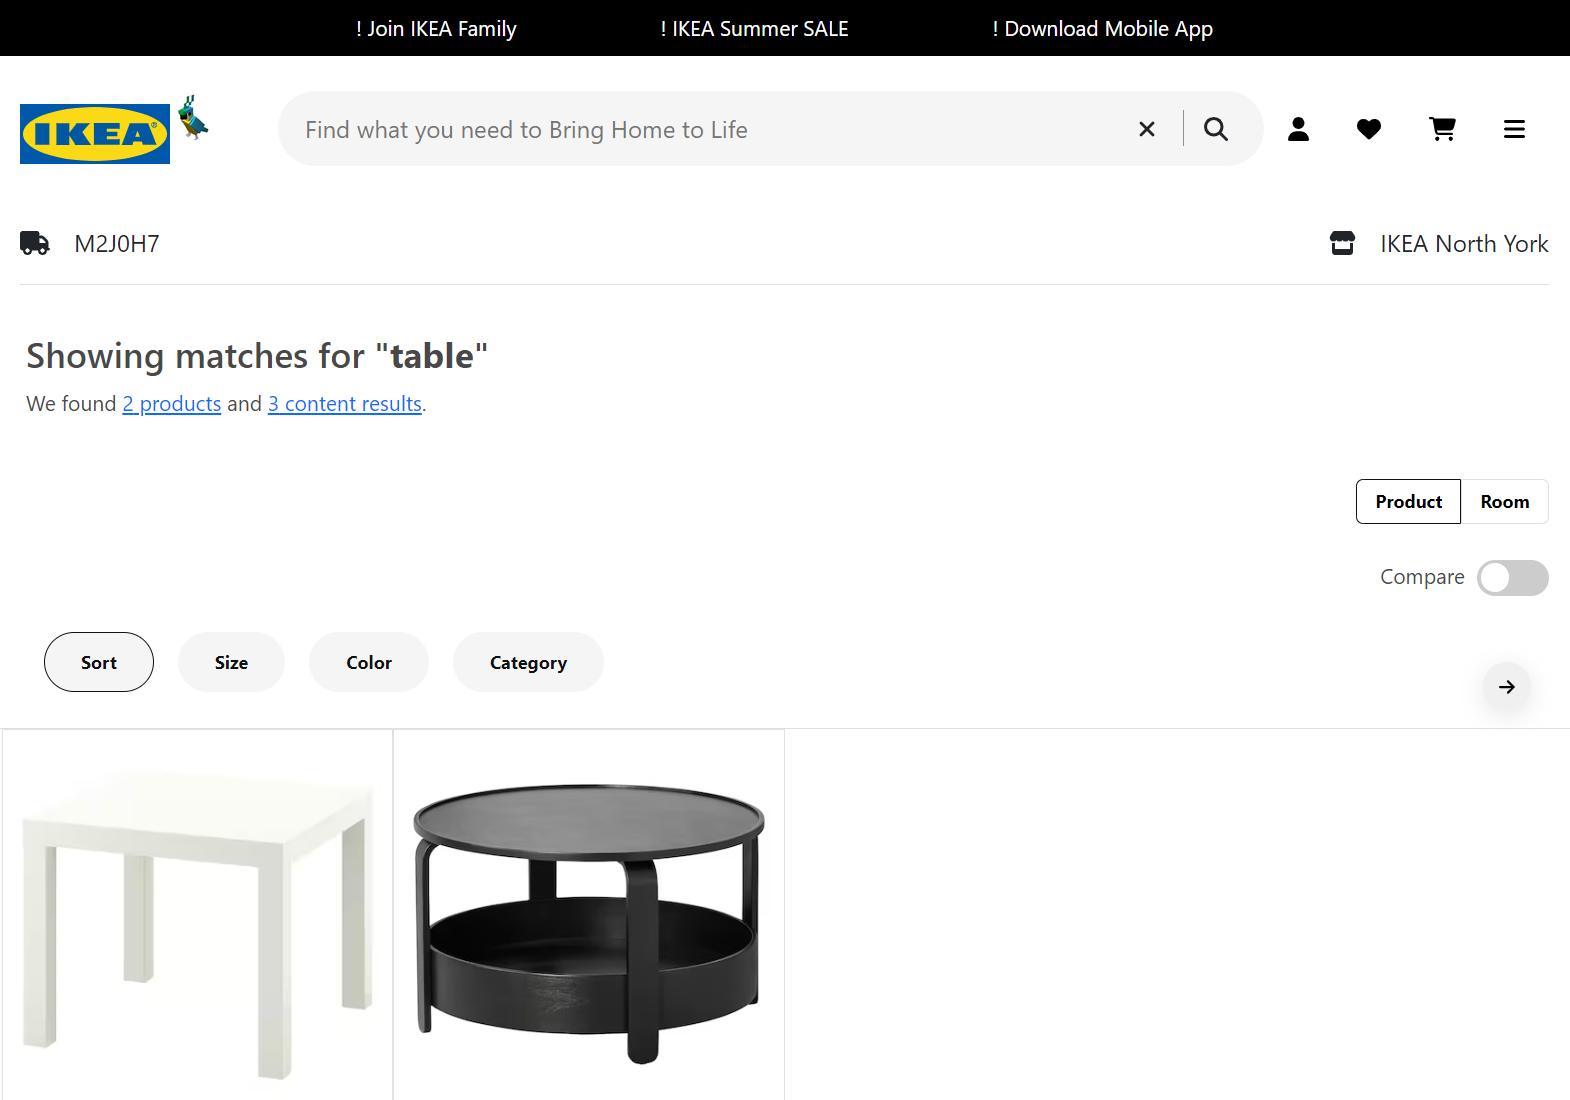 ! Join IKEA Family
! IKEA Summer SALE
! Download Mobile App
IKEA
Find what you need to Bring Home to Life
M2J0H7
IKEA North York
Showing matches for "table"
We found 2 products and 3 content results.
Product
Room
Compare
Sort
Size
Color
Category